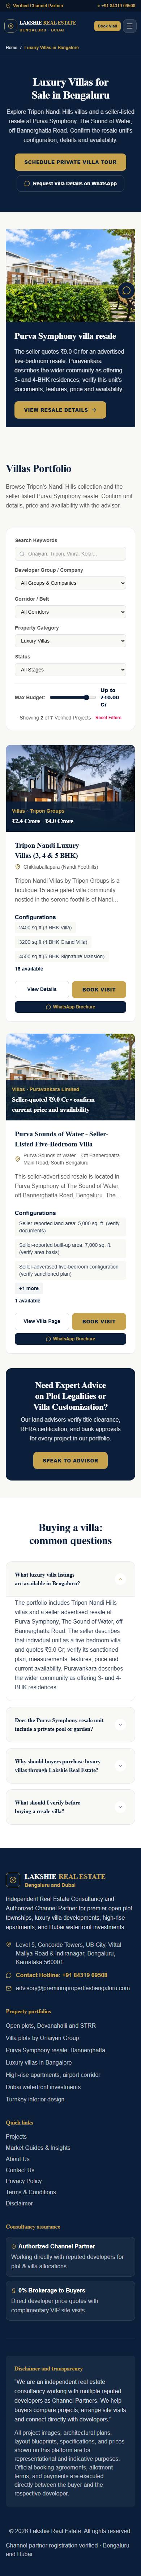 Verified Channel Partner
+91 84319 09508
LAKSHIE REAL ESTATE
BENGALURU · DUBAI
Book Visit
Home / Luxury Villas in Bangalore
Luxury Villas for
Sale in Bengaluru
Explore Tripon Nandi Hills villas and a seller-listed
resale at Purva Symphony, The Sound of Water,
off Bannerghatta Road. Confirm the seller unit's
configuration, details and availability.
SCHEDULE PRIVATE VILLA TOUR
Request Villa Details on WhatsApp
Purva Symphony villa resale
The seller quotes ₹9.0 Cr for an advertised
five-bedroom resale. Puravankara
describes the wider community as offering
3- and 4-BHK residences; verify this unit's
documents, features, price and availability.
VIEW RESALE DETAILS →
Villas Portfolio
Browse Tripon's Nandi Hills collection and the
seller-listed Purva Symphony resale. Confirm unit
details, price and availability with the advisor.
Search Keywords
Oraiyan, Tripon, Virira, Kolar...
Developer Group / Company
All Groups & Companies
Corridor / Belt
All Corridors
Property Category
Luxury Villas
Status
All Stages
Max Budget:
Up to
₹10.00
Cr
Showing 2 of 7 Verified Projects
Reset Filters
Villas · Tripon Groups
₹2.4 Crore - ₹4.0 Crore
Tripon Nandi Luxury
Villas (3, 4 & 5 BHK)
Chikkaballapura (Nandi Foothills)
Tripon Nandi Villas by Tripon Groups is a
boutique 15-acre gated villa community
nestled in the serene foothills of Nandi...
Configurations
2400 sq.ft (3 BHK Villa)
3200 sq.ft (4 BHK Grand Villa)
4500 sq.ft (5 BHK Signature Mansion)
18 available
View Details
BOOK VISIT
WhatsApp Brochure
Villas · Puravankara Limited
Seller-quoted ₹9.0 Cr • confirm
current price and availability
Purva Sounds of Water - Seller-
Listed Five-Bedroom Villa
Purva Sounds of Water – Off Bannerghatta
Main Road, South Bengaluru
This seller-advertised resale is located in
Purva Symphony at The Sound of Water,
off Bannerghatta Road, Bengaluru. The...
Configurations
Seller-reported land area: 5,000 sq. ft. (verify
documents)
Seller-reported built-up area: 7,000 sq. ft.
(verify area basis)
Seller-advertised five-bedroom configuration
(verify sanctioned plan)
+1 more
1 available
View Villa Page
BOOK VISIT
WhatsApp Brochure
Need Expert Advice
on Plot Legalities or
Villa Customization?
Our land advisors verify title clearance,
RERA certification, and bank approvals
for every project in our portfolio.
SPEAK TO ADVISOR
Buying a villa:
common questions
What luxury villa listings
are available in Bengaluru?
The portfolio includes Tripon Nandi Hills
villas and a seller-advertised resale at
Purva Symphony, The Sound of Water, off
Bannerghatta Road. The seller describes
that individual unit as a five-bedroom villa
and quotes ₹9.0 Cr; verify its sanctioned
plan, measurements, price, features and
current availability. Puravankara describes
the wider community as offering 3- and 4-
BHK residences.
Does the Purva Symphony resale unit
include a private pool or garden?
Why should buyers purchase luxury
villas through Lakshie Real Estate?
What should I verify before
buying a resale villa?
LAKSHIE REAL ESTATE
Bengaluru and Dubai
Independent Real Estate Consultancy and
Authorized Channel Partner for premier open plot
townships, luxury villa developments, high-rise
apartments, and Dubai waterfront investments.
Level 5, Concorde Towers, UB City, Vittal
Mallya Road & Indiranagar, Bengaluru,
Karnataka 560001
Contact Hotline: +91 84319 09508
advisory@premiumpropertiesbengaluru.com
Property portfolios
Open plots, Devanahalli and STRR
Villa plots by Oraiyan Group
Purva Symphony resale, Bannerghatta
Luxury villas in Bangalore
High-rise apartments, airport corridor
Dubai waterfront investments
Turnkey interior design
Quick links
Projects
Market Guides & Insights
About Us
Contact Us
Privacy Policy
Terms & Conditions
Disclaimer
Consultancy assurance
Authorized Channel Partner
Working directly with reputed developers for
plot & villa allocations.
0% Brokerage to Buyers
Direct developer price quotes with
complimentary VIP site visits.
Disclaimer and transparency
"We are an independent real estate
consultancy working with multiple reputed
developers as Channel Partners. We help
buyers compare projects, arrange site visits
and connect directly with developers."
All project images, architectural plans,
layout blueprints, specifications, and prices
shown on this platform are for
representational and indicative purposes.
Official booking agreements, allotment
terms, and payments are executed
directly between the buyer and the
respective developer.
© 2026 Lakshie Real Estate. All rights reserved.
Channel partner registration verified · Bengaluru
and Dubai